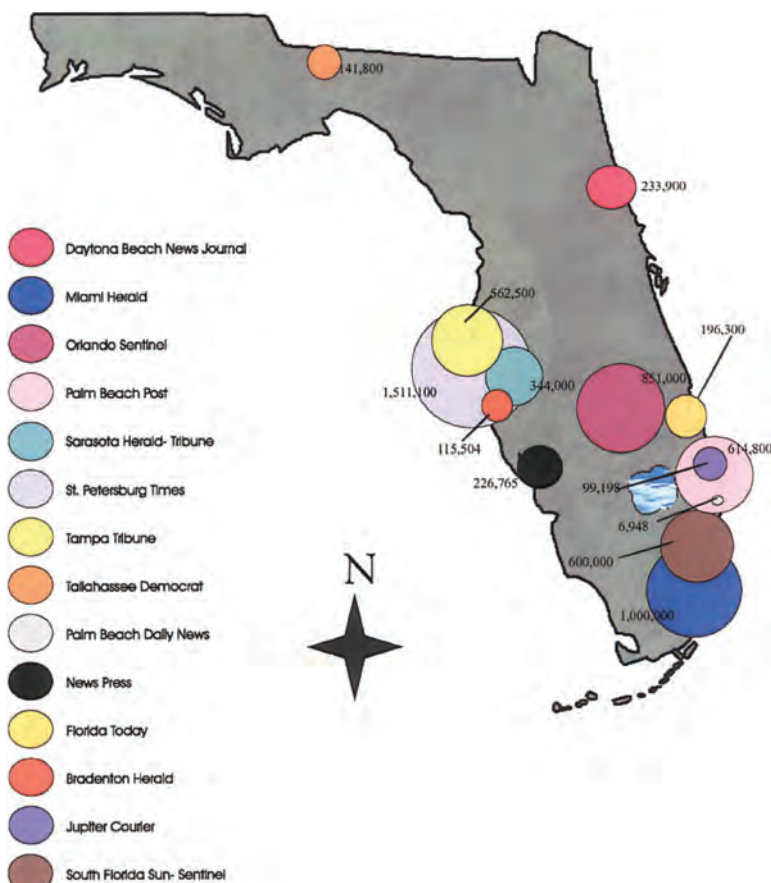 141,800
233,900
Daytona Beach News Journal
Miami Herald
562,500
196,300
Orlando Sentinel
851,000
Palm Beach Post
1,511,100
344,000
Sarasota Herald- Tribune
115,504
614,800
226,765
99,198
St. Petersburg Times
6,948
Tampa Tribune
600,000
Tallahassee Democrat
N
1,000,000
Palm Beach Daily News
News Press
Florida Today
Bradenton Herald
Jupiter Courier
South Florida Sun- Sentinel